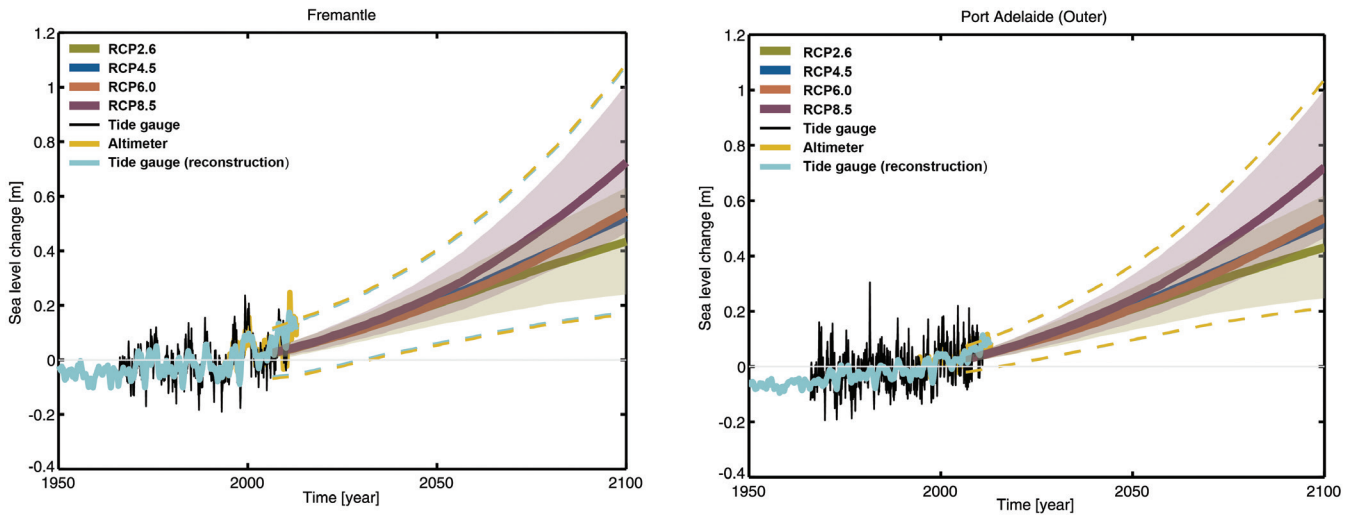 Fremantle
1.2
1
0.8
0.6
0.4
0.2
0
-0.2
-0.4
Sea level change [m]
RCP2.6
RCP4.5
RCP6.0
RCP8.5
Tide gauge
Altimeter
Tide gauge (reconstruction)
1950
2000
2050
2100
Time [year]
Port Adelaide (Outer)
1.2
1
0.8
0.6
0.4
0.2
0
-0.2
-0.4
Sea level change [m]
RCP2.6
RCP4.5
RCP6.0
RCP8.5
Tide gauge
Altimeter
Tide gauge (reconstruction)
1950
2000
2050
2100
Time [year]